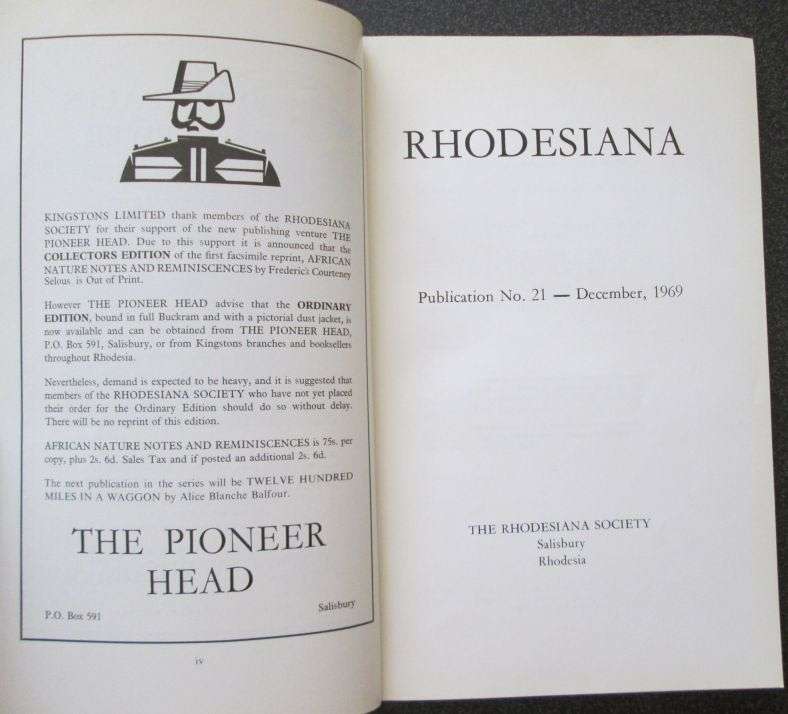 KINGSTONS LIMITED thank members of the RHODESIANA
SOCIETY for their support of the new publishing venture THE
PIONEER HEAD. Due to this support it is announced that the
COLLECTORS EDITION of the first facsimile reprint, AFRICAN
NATURE NOTES AND REMINISCENCES by Frederick Courteney
Selous is Out of Print.
However THE PIONEER HEAD advise that the ORDINARY
EDITION, bound in full Buckram and with a pictorial dust jacket, is
now available and can be obtained from THE PIONEER HEAD,
P.O. Box 591, Salisbury, or from Kingstons branches and booksellers
throughout Rhodesia.
Nevertheless, demand is expected to be heavy, and it is suggested that
members of the RHODESIANA SOCIETY who have not yet placed
their order for the Ordinary Edition should do so without delay.
There will be no reprint of this edition.
AFRICAN NATURE NOTES AND REMINISCENCES is 75s. per
copy, plus 2s. 6d. Sales Tax and if posted an additional 2s. 6d.
The next publication in the series will be TWELVE HUNDRED
MILES IN A WAGGON by Alice Blanche Balfour.
THE PIONEER
HEAD
P.O. Box 591 Salisbury
iv
RHODESIANA
Publication No. 21 — December, 1969
THE RHODESIANA SOCIETY
Salisbury
Rhodesia